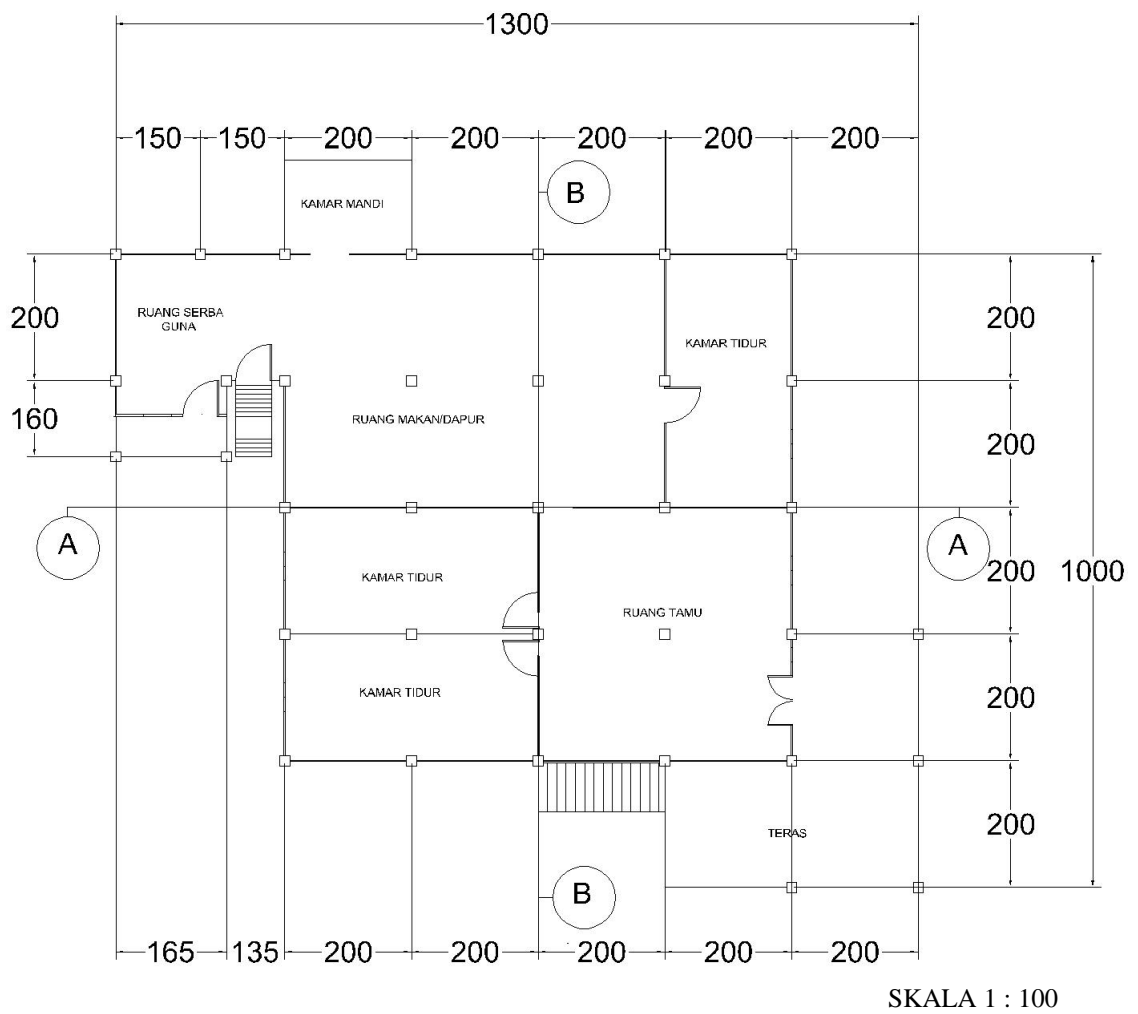 1300
150 150 200 200 200 200 200
B
KAMAR MANDI
200 RUANG SERBA GUNA KAMAR TIDUR 200
160 RUANG MAKAN/DAPUR 200
A A
KAMAR TIDUR 200 1000
RUANG TAMU
KAMAR TIDUR 200
TERAS 200
B
165 135 200 200 200 200 200
SKALA 1 : 100